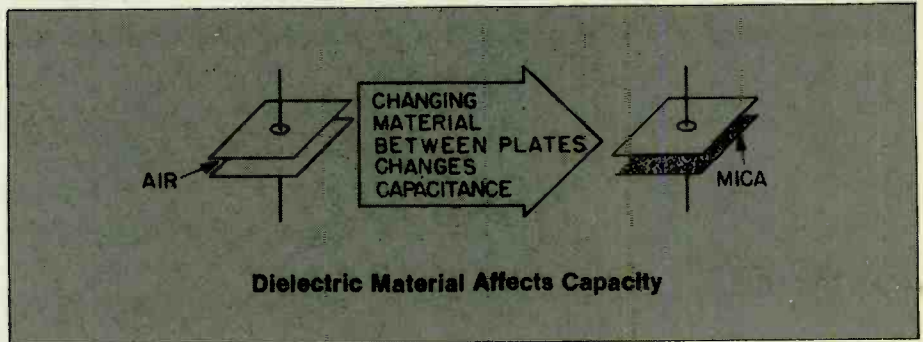 AIR
CHANGING
MATERIAL
BETWEEN PLATES
CHANGES
CAPACITANCE
MICA
Dielectric Material Affects Capacity